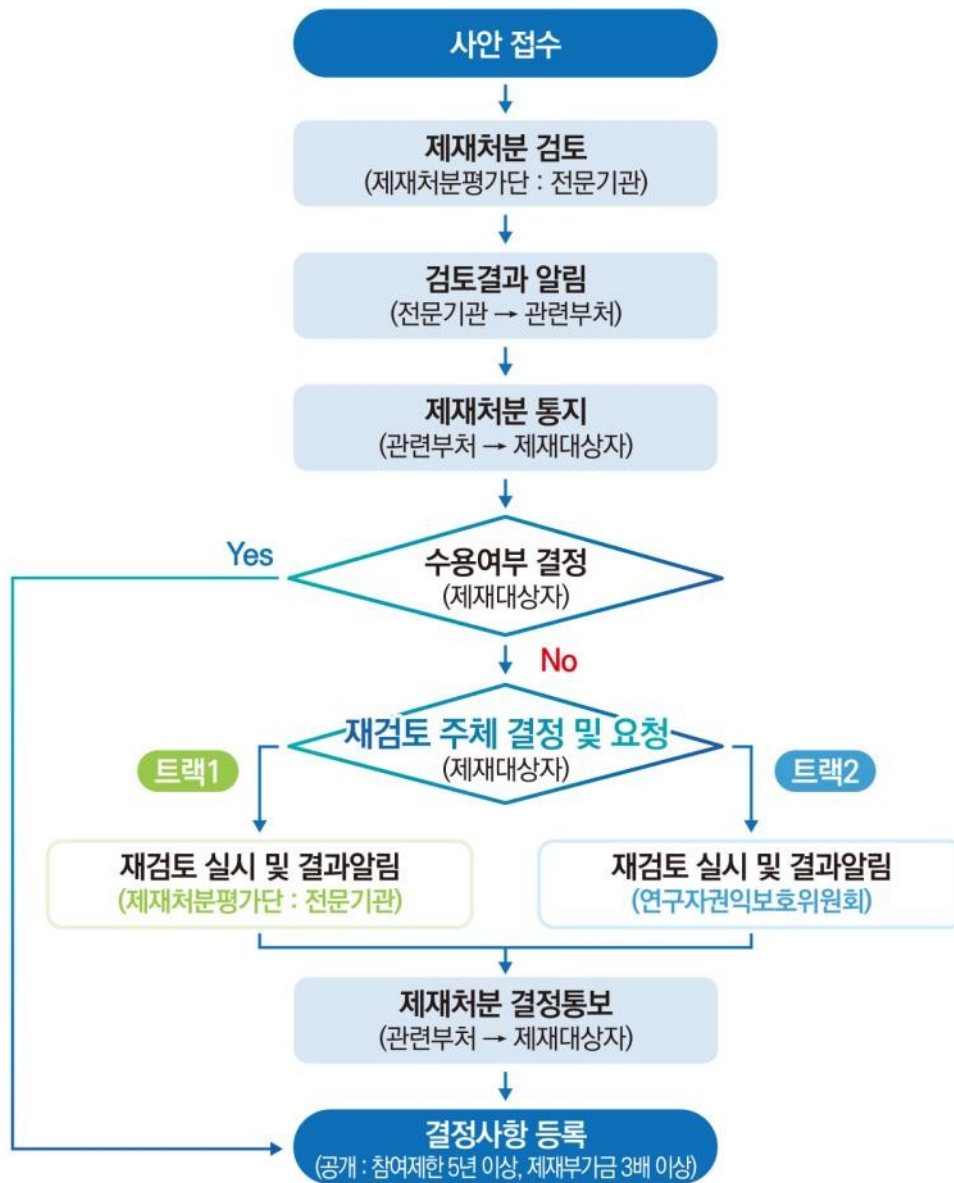 사안 접수
제재처분 검토
(제재처분평가단 : 전문기관)
검토결과 알림
(전문기관 → 관련부처)
제재처분 통지
(관련부처 → 제재대상자)
Yes
수용여부 결정
(제재대상자)
No
재검토 주체 결정 및 요청
(제재대상자)
트랙1
트랙2
재검토 실시 및 결과알림
(제재처분평가단 : 전문기관)
재검토 실시 및 결과알림
(연구자권익보호위원회)
제재처분 결정통보
(관련부처 → 제재대상자)
결정사항 등록
(공개 : 참여제한 5년 이상, 제재부가금 3배 이상)